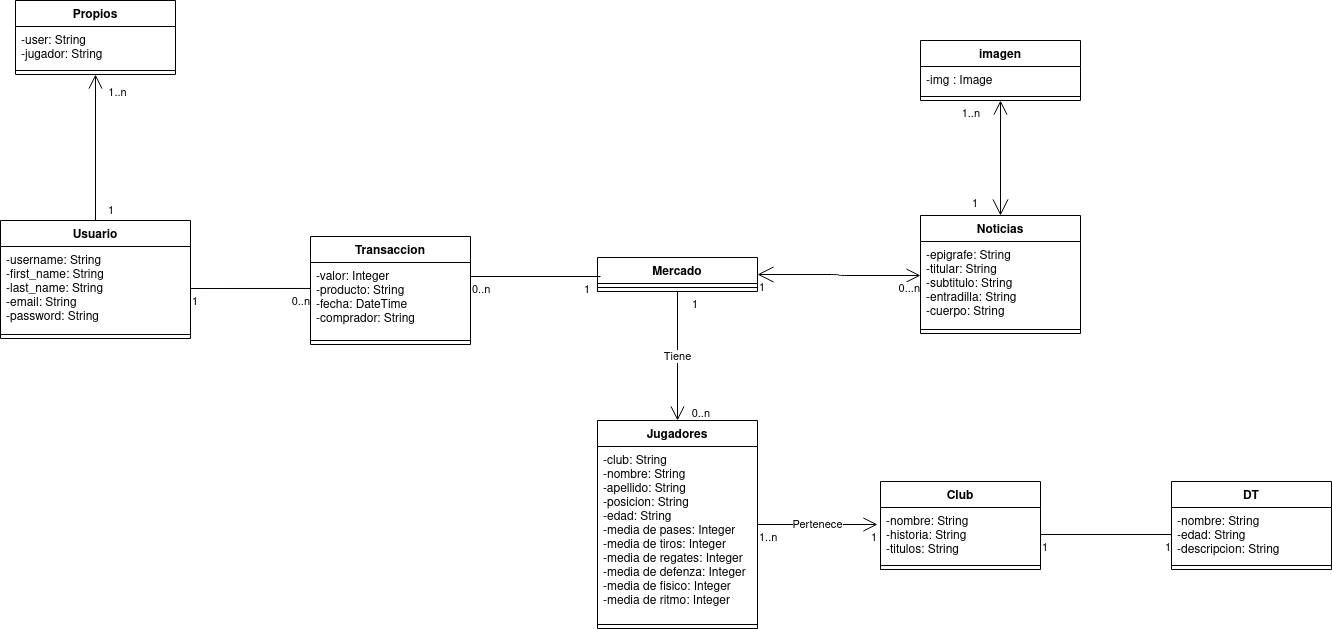 Propios
-user: String
-jugador: String
1..n
1
Usuario
-username: String
-first_name: String
-last_name: String
-email: String
-password: String
1
0..n
Transaccion
-valor: Integer
-producto: String
-fecha: DateTime
-comprador: String
0..n
1
Mercado
1
0...n
imagen
-img : Image
1..n
1
Noticias
-epigrafe: String
-titular: String
-subtitulo: String
-entradilla: String
-cuerpo: String
1
Tiene
0..n
Jugadores
-club: String
-nombre: String
-apellido: String
-posicion: String
-edad: String
-media de pases: Integer
-media de tiros: Integer
-media de regates: Integer
-media de defenza: Integer
-media de fisico: Integer
-media de ritmo: Integer
1..n
Pertenece
1
Club
-nombre: String
-historia: String
-titulos: String
1
1
DT
-nombre: String
-edad: String
-descripcion: String